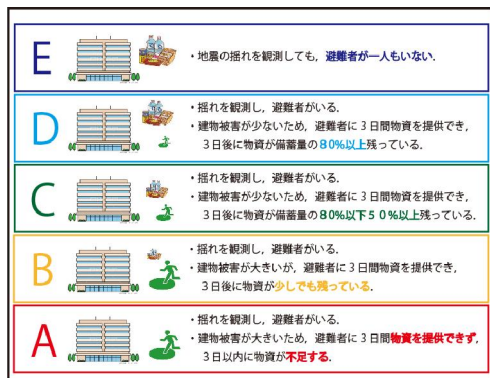 E
・地震の揺れを観測しても，避難者が一人もいない．
D
・揺れを観測し，避難者がいる．
・建物被害が少ないため，避難者に３日間物資を提供でき，
３日後に物資が備蓄量の８０％以上残っている．
C
・揺れを観測し，避難者がいる．
・建物被害が少ないため，避難者に３日間物資を提供でき，
３日後に物資が備蓄量の８０％以下５０％以上残っている．
B
・揺れを観測し，避難者がいる．
・建物被害が大きいが，避難者に３日間物資を提供でき，
３日後に物資が少しでも残っている．
A
・揺れを観測し，避難者がいる．
・建物被害が大きいため，避難者に３日間物資を提供できず，
３日以内に物資が不足する．